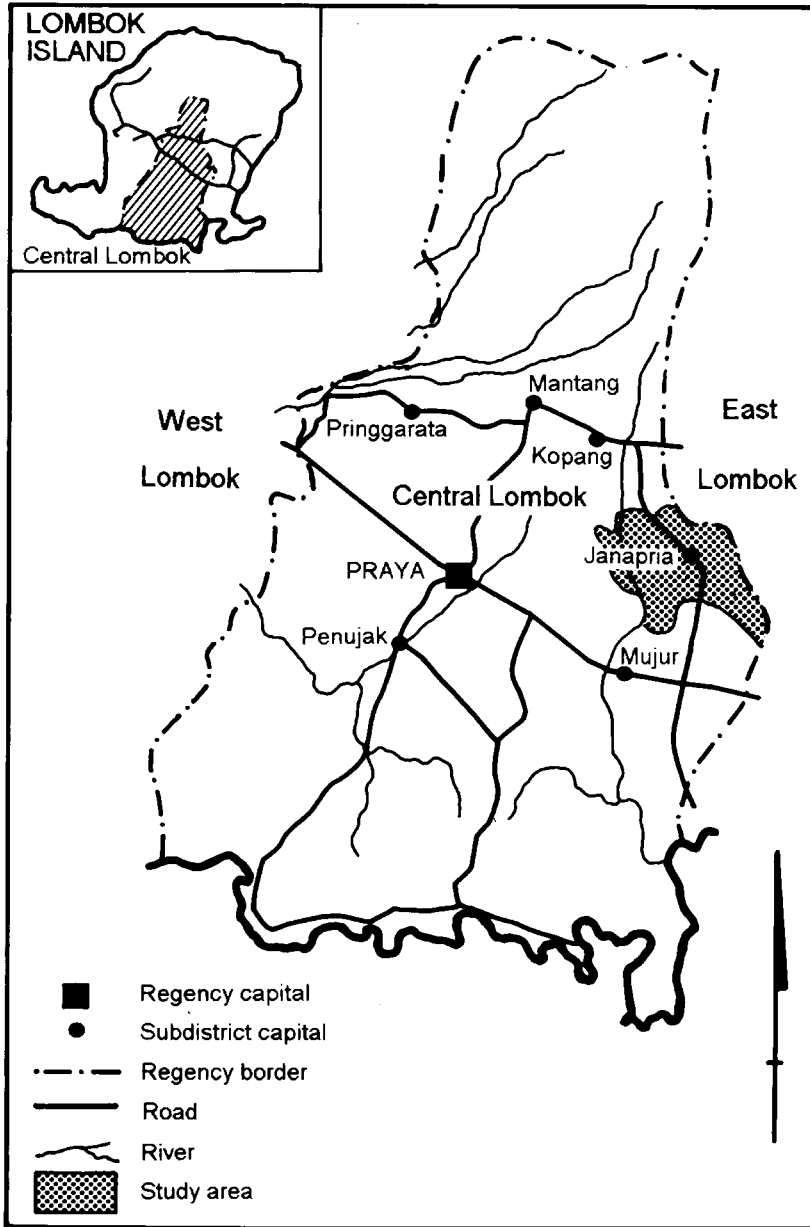 LOMBOK
ISLAND
Central Lombok
Mantang
West
East
Pringgarata
Kopang
Lombok
Lombok
Central Lombok
Janapria
PRAYA
Penujak
Mujur
Regency capital
Subdistrict capital
Regency border
Road
River
Study area